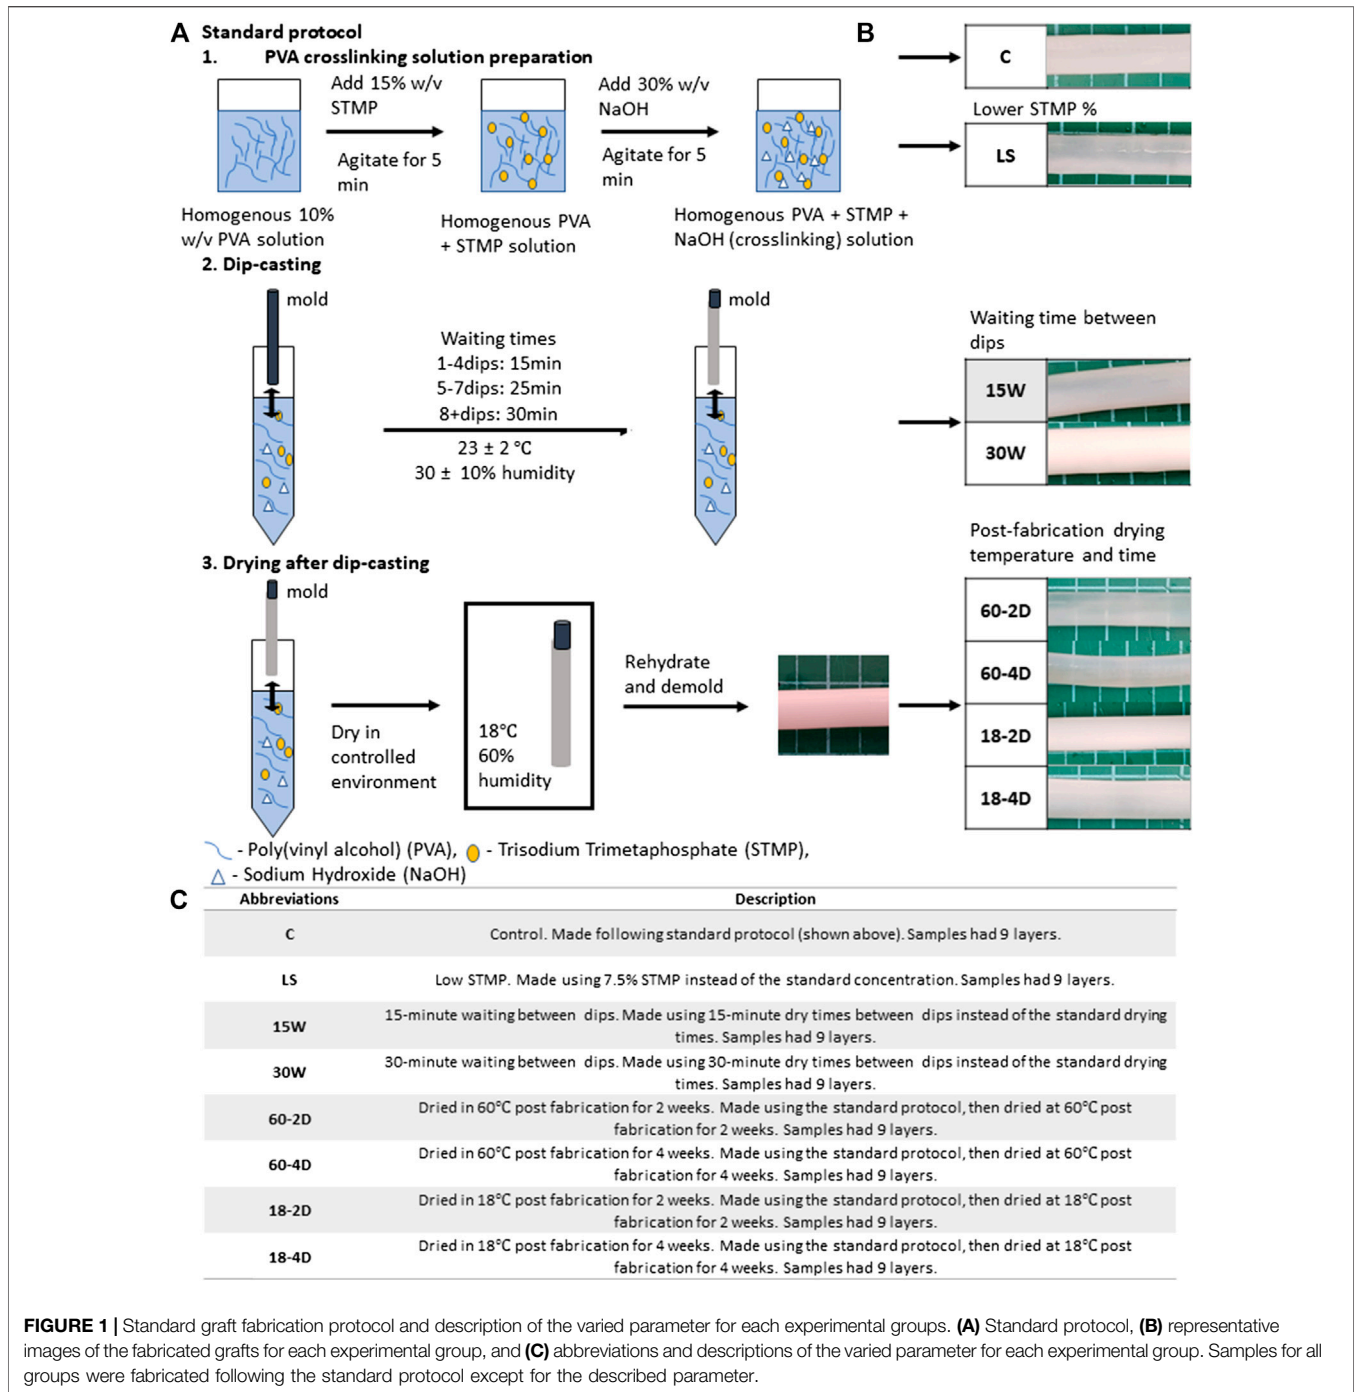 A
Standard protocol
1. PVA crosslinking solution preparation
Add 15% w/v
STMP
Agitate for 5
min
Add 30% w/v
NaOH
Agitate for 5
min
Homogenous 10%
w/v PVA solution
Homogenous PVA
+ STMP solution
Homogenous PVA + STMP +
NaOH (crosslinking) solution
B
C
Lower STMP %
LS
2. Dip-casting
mold
Waiting times
1-4dips: 15min
5-7dips: 25min
8+dips: 30min
23 ± 2 °C
30 ± 10% humidity
mold
Waiting time between
dips
15W
30W
3. Drying after dip-casting
mold
Dry in
controlled
environment
18°C
60%
humidity
Rehydrate
and demold
Post-fabrication drying
temperature and time
60-2D
60-4D
18-2D
18-4D
- Poly(vinyl alcohol) (PVA), - Trisodium Trimetaphosphate (STMP),
- Sodium Hydroxide (NaOH)
C
Abbreviations Description
C Control. Made following standard protocol (shown above). Samples had 9 layers.
LS Low STMP. Made using 7.5% STMP instead of the standard concentration. Samples had 9 layers.
15W 15-minute waiting between dips. Made using 15-minute dry times between dips instead of the standard drying
times. Samples had 9 layers.
30W 30-minute waiting between dips. Made using 30-minute dry times between dips instead of the standard drying
times. Samples had 9 layers.
60-2D Dried in 60°C post fabrication for 2 weeks. Made using the standard protocol, then dried at 60°C post
fabrication for 2 weeks. Samples had 9 layers.
60-4D Dried in 60°C post fabrication for 4 weeks. Made using the standard protocol, then dried at 60°C post
fabrication for 4 weeks. Samples had 9 layers.
18-2D Dried in 18°C post fabrication for 2 weeks. Made using the standard protocol, then dried at 18°C post
fabrication for 2 weeks. Samples had 9 layers.
18-4D Dried in 18°C post fabrication for 4 weeks. Made using the standard protocol, then dried at 18°C post
fabrication for 4 weeks. Samples had 9 layers.
FIGURE 1 | Standard graft fabrication protocol and description of the varied parameter for each experimental groups. (A) Standard protocol, (B) representative
images of the fabricated grafts for each experimental group, and (C) abbreviations and descriptions of the varied parameter for each experimental group. Samples for all
groups were fabricated following the standard protocol except for the described parameter.